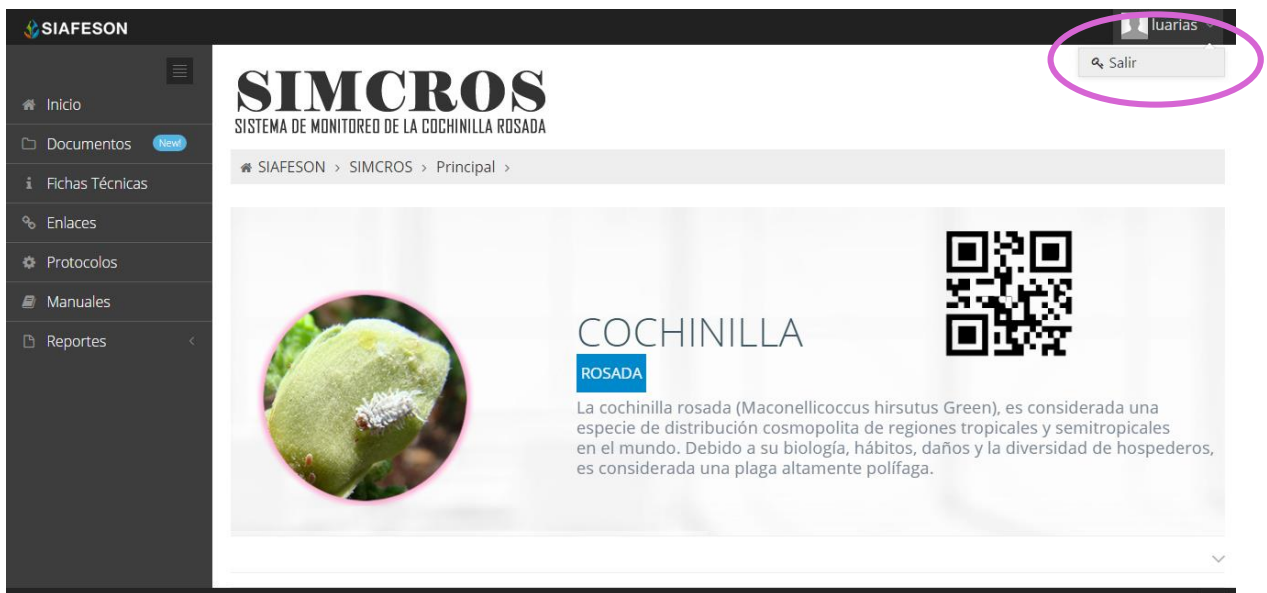 SIAFESON
luarias
Salir
Inicio
Documentos New!
Fichas Técnicas
Enlaces
Protocolos
Manuales
Reportes
SIMCROS
SISTEMA DE MONITOREO DE LA COCHINILLA ROSADA
SIAFESON > SIMCROS > Principal >
COCHINILLA
ROSADA
La cochinilla rosada (Maconellicoccus hirsutus Green), es considerada una
especie de distribución cosmopolita de regiones tropicales y semitropicales
en el mundo. Debido a su biología, hábitos, daños y la diversidad de hospederos,
es considerada una plaga altamente polífaga.